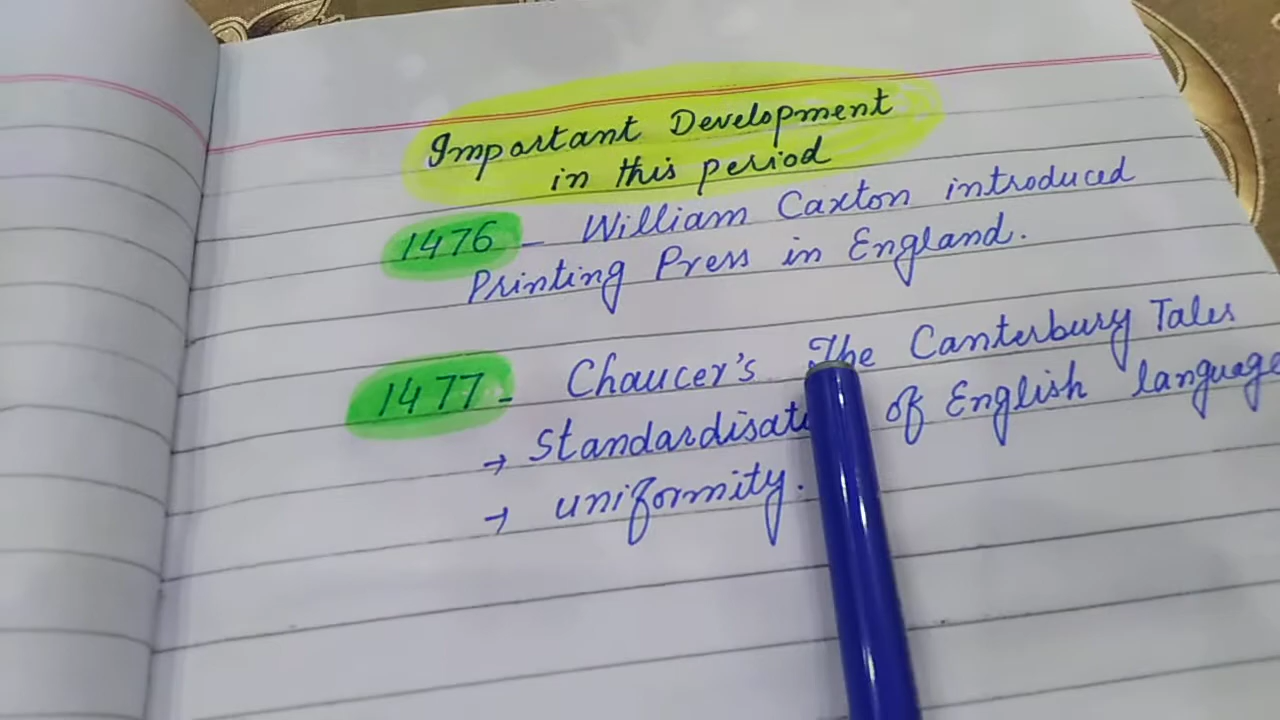 Important Development
in this period
1476 - William Caxton introduced
Printing Press in England.
1477 - Chaucer's The Canterbury Tales
→ Standardisati of English language
→ uniformity.